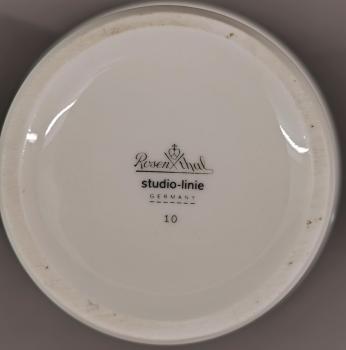 Rosenthal
studio-linie
GERMANY
10